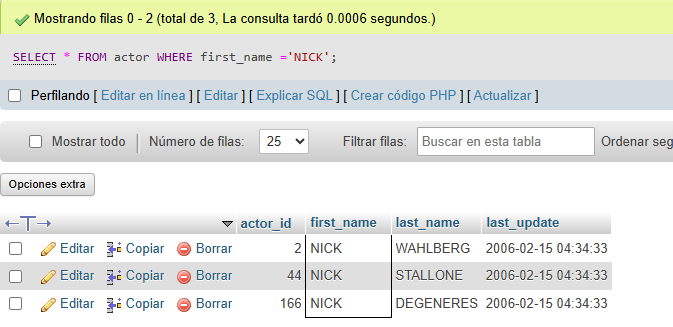 Mostrando filas 0 - 2 (total de 3, La consulta tardó 0.0006 segundos.)
SELECT * FROM actor WHERE first_name ='NICK';
Perfilando [ Editar en línea ] [ Editar ] [ Explicar SQL ] [ Crear código PHP ] [ Actualizar ]
Mostrar todo Número de filas: 25 Filtrar filas: Buscar en esta tabla Ordenar seg
Opciones extra
actor_id first_name last_name last_update
Editar Copiar Borrar 2 NICK WAHLBERG 2006-02-15 04:34:33
Editar Copiar Borrar 44 NICK STALLONE 2006-02-15 04:34:33
Editar Copiar Borrar 166 NICK DEGENERES 2006-02-15 04:34:33